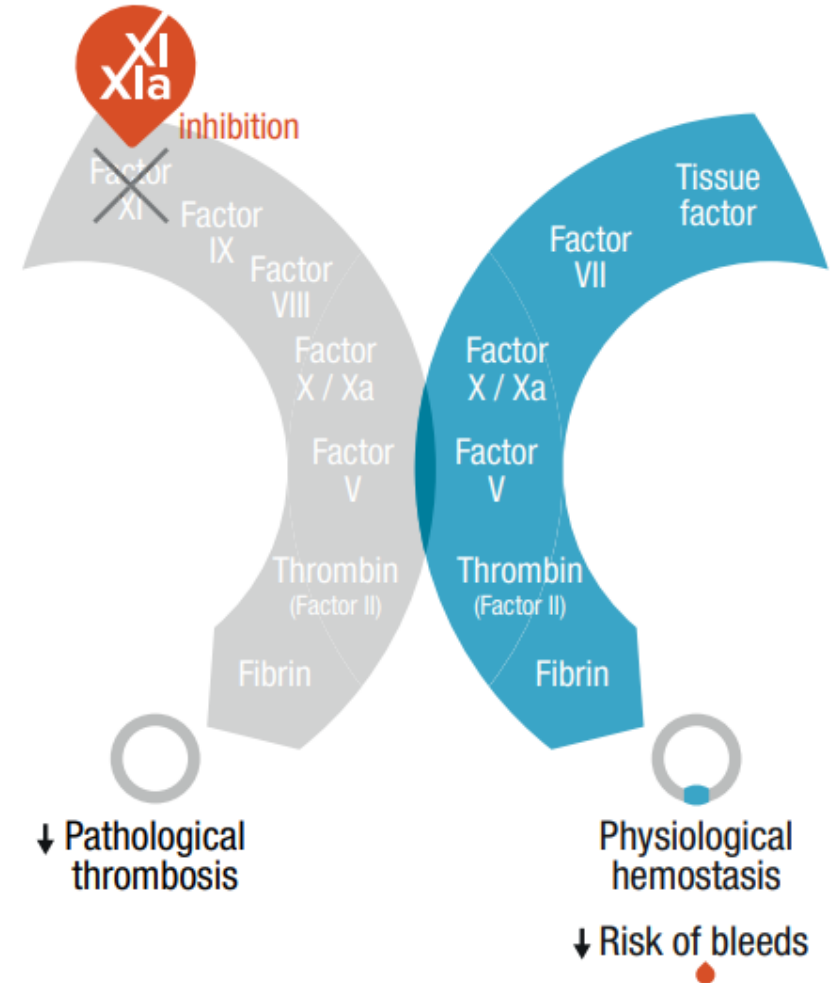 XI
XIa
inhibition
Factor
XI
Factor
IX
Factor
VIII
Factor
X / Xa
Factor
V
Thrombin
(Factor II)
Fibrin
↓ Pathological
thrombosis
Tissue
factor
Factor
VII
Factor
X / Xa
Factor
V
Thrombin
(Factor II)
Fibrin
Physiological
hemostasis
↓ Risk of bleeds